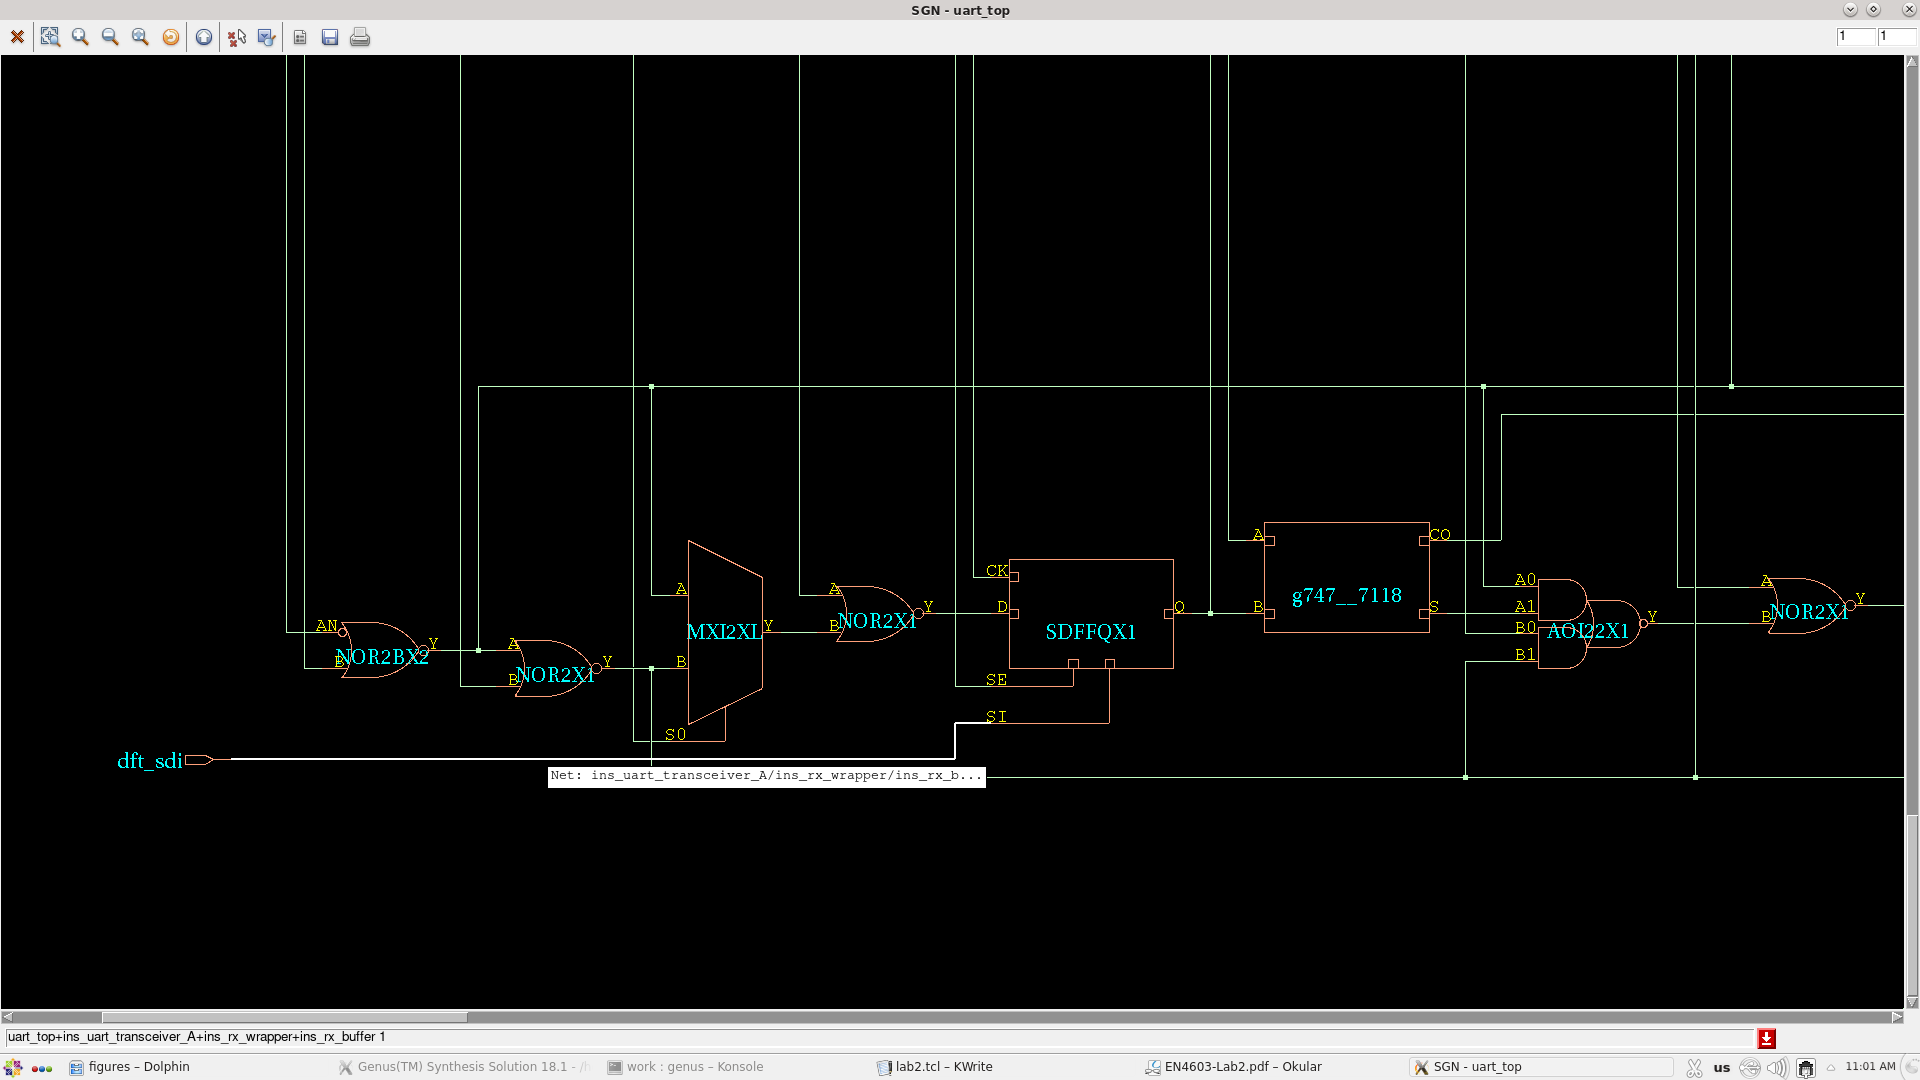 SGN - uart_top
1 1
A CO
CK
A A g747__7118 A0 A
D Q B S A1 Y
AN Y B NOR2X1 Y B0 B NOR2X1
MXI2XL Y SDFFQX1 AOI22X1 Y
B NOR2BX2 Y A B
NOR2X1 Y B1
B SE
SI
S0
dft_sdi
Net: ins_uart_transceiver_A/ins_rx_wrapper/ins_rx_b...
uart_top+ins_uart_transceiver_A+ins_rx_wrapper+ins_rx_buffer 1
figures – Dolphin Genus(TM) Synthesis Solution 18.1 - /h work : genus – Konsole lab2.tcl – KWrite EN4603-Lab2.pdf – Okular SGN - uart_top us 11:01 AM